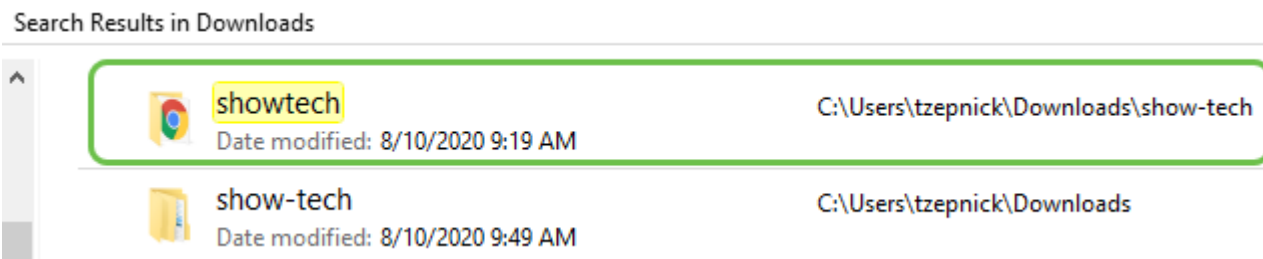 Search Results in Downloads
showtech C:\Users\tzepnick\Downloads\show-tech
Date modified: 8/10/2020 9:19 AM
show-tech C:\Users\tzepnick\Downloads
Date modified: 8/10/2020 9:49 AM